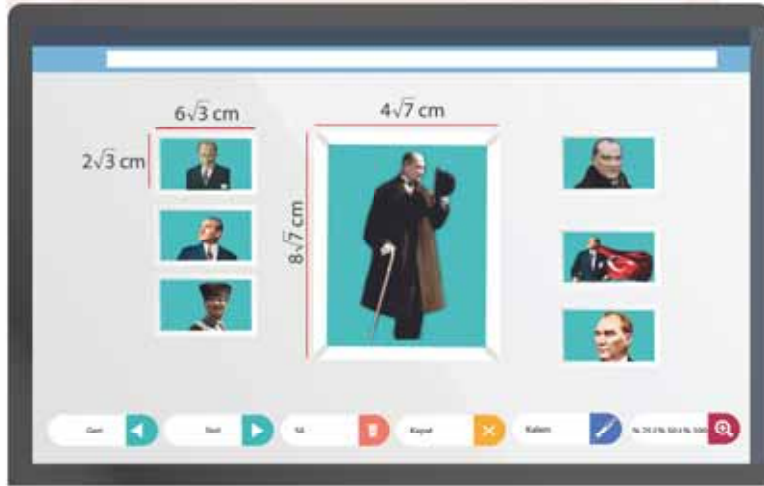 6√3 cm
4√7 cm
2√3 cm
8√7 cm
Geri
İleri
Sil
Kapat
Kalem